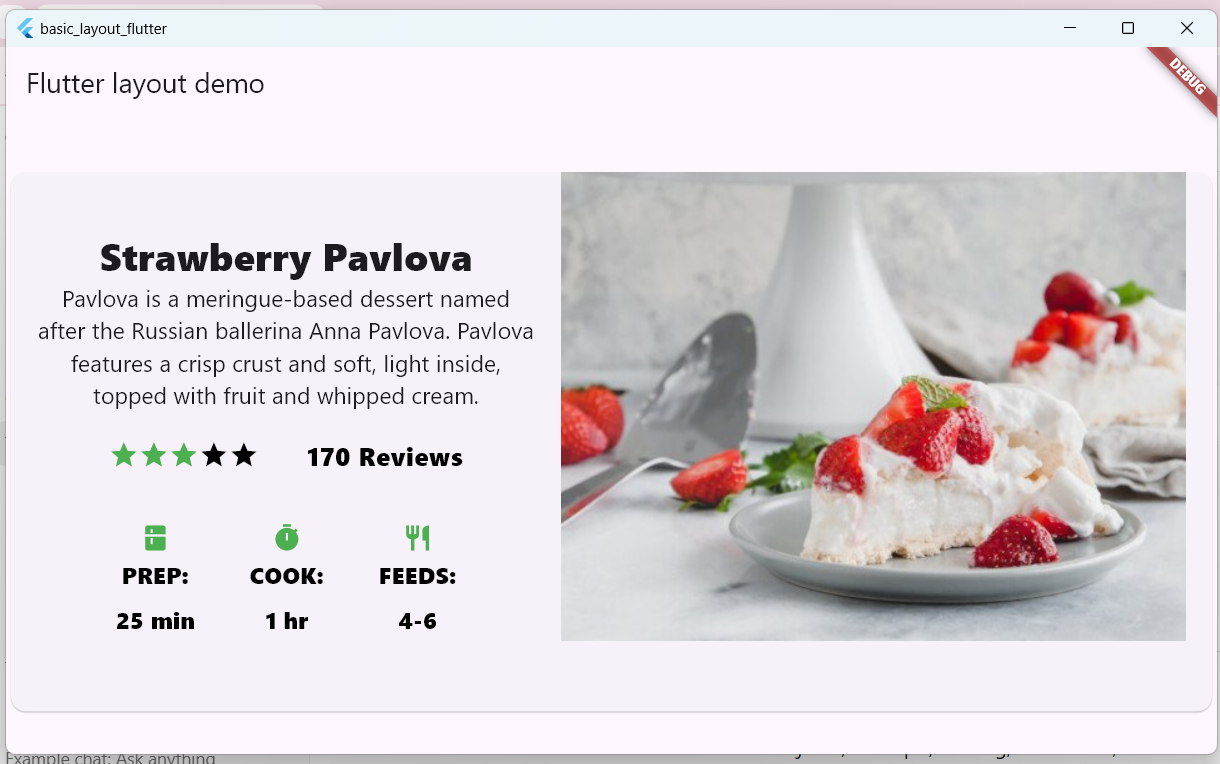 basic_layout_flutter
Flutter layout demo
DEBUG
Strawberry Pavlova
Pavlova is a meringue-based dessert named
after the Russian ballerina Anna Pavlova. Pavlova
features a crisp crust and soft, light inside,
topped with fruit and whipped cream.
170 Reviews
PREP: COOK: FEEDS:
25 min 1 hr 4-6
Example chat: Ask anything